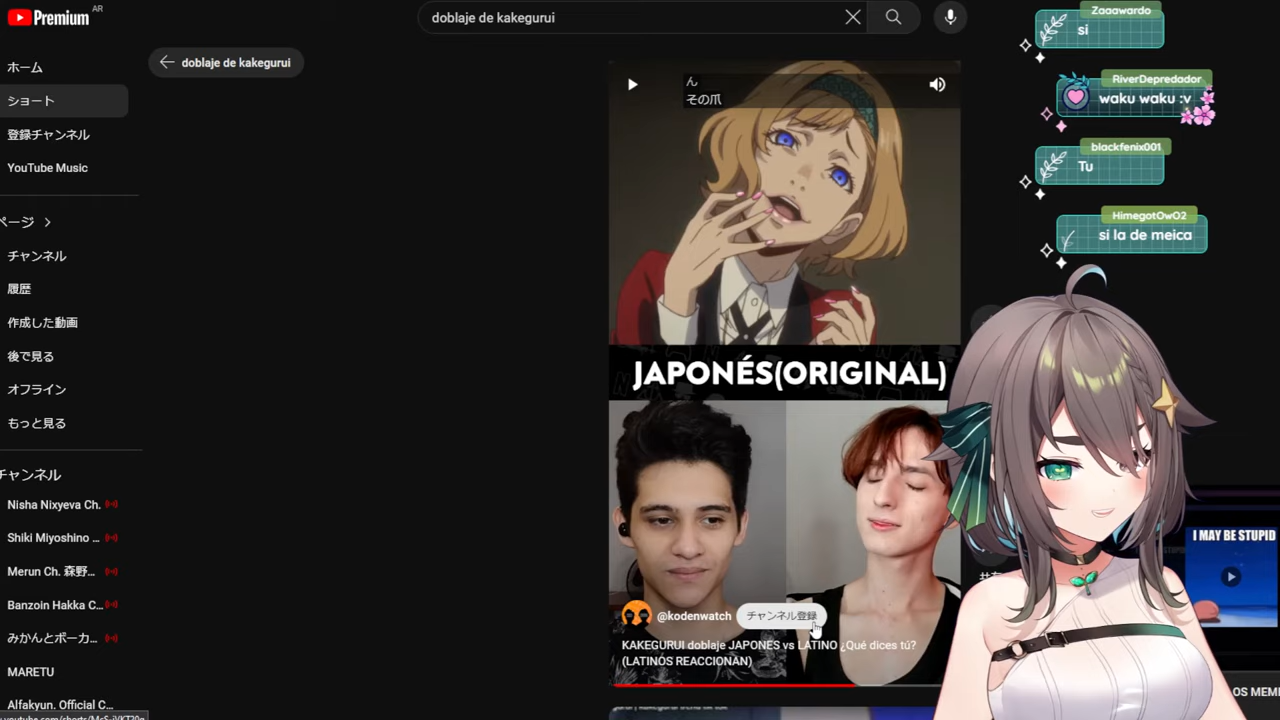 Premium AR
doblaje de kakegurui
doblaje de kakegurui
ホーム
ショート
登録チャンネル
YouTube Music
ページ
チャンネル
履歴
作成した動画
後で見る
オフライン
もっと見る
チャンネル
Nisha Nixyeva Ch.
Shiki Miyoshino ...
Merun Ch. 森野...
Banzoin Hakka C...
みかんとポーカ...
MARETU
Alfakyun. Official C...
ん
その爪
JAPONÉS(ORIGINAL)
@kodenwatch
チャンネル登録
KAKEGURUI doblaje JAPONES vs LATINO ¿Qué dices tú?
(LATINOS REACCIONAN)
Zaaawardo
si
RiverDepredador
waku waku :v
blackfenix001
Tu
HimegotOwO2
si la de meica
I MAY BE STUPID
OS MEM